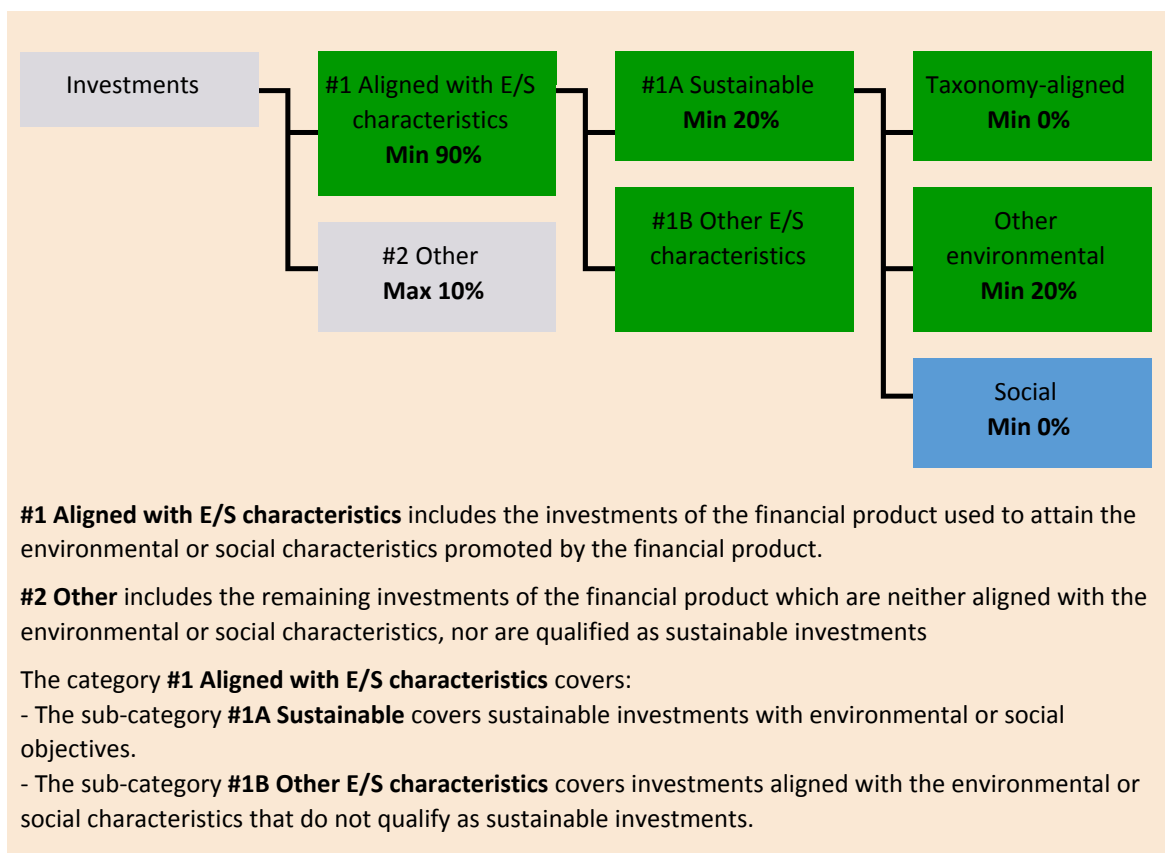 Investments
#1 Aligned with E/S
characteristics
Min 90%
#2 Other
Max 10%
#1A Sustainable
Min 20%
#1B Other E/S
characteristics
Taxonomy-aligned
Min 0%
Other
environmental
Min 20%
Social
Min 0%
#1 Aligned with E/S characteristics includes the investments of the financial product used to attain the
environmental or social characteristics promoted by the financial product.
#2 Other includes the remaining investments of the financial product which are neither aligned with the
environmental or social characteristics, nor are qualified as sustainable investments
The category #1 Aligned with E/S characteristics covers:
- The sub-category #1A Sustainable covers sustainable investments with environmental or social
objectives.
- The sub-category #1B Other E/S characteristics covers investments aligned with the environmental or
social characteristics that do not qualify as sustainable investments.